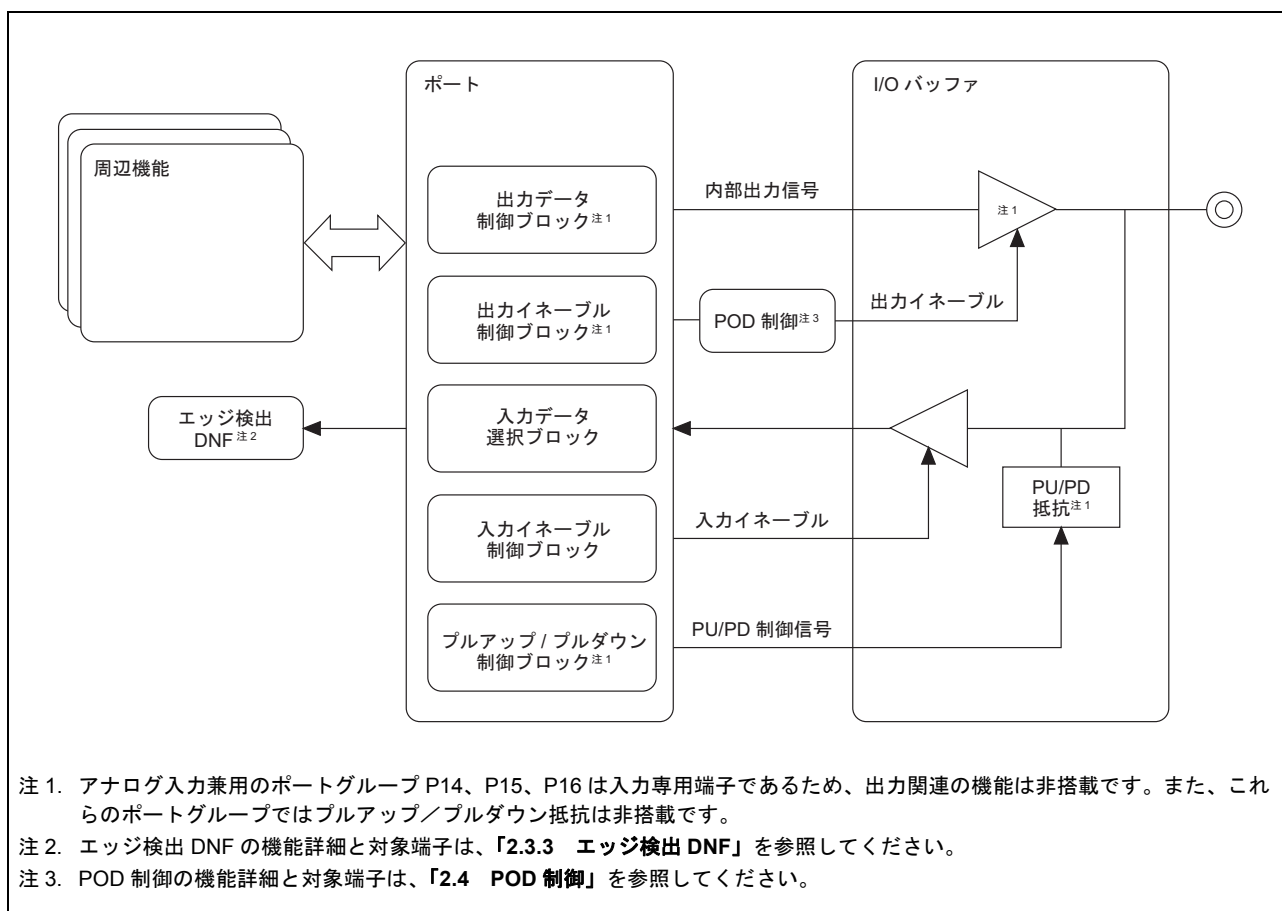 ポート
I/O バッファ
周辺機能
出力データ
制御ブロック注1
内部出力信号
注1
出力イネーブル
制御ブロック注1
POD 制御注3
出力イネーブル
エッジ検出
DNF注2
入力データ
選択ブロック
PU/PD
抵抗注1
入力イネーブル
制御ブロック
入力イネーブル
プルアップ / プルダウン
制御ブロック注1
PU/PD 制御信号
注 1. アナログ入力兼用のポートグループ P14、P15、P16 は入力専用端子であるため、出力関連の機能は非搭載です。また、これ
らのポートグループではプルアップ／プルダウン抵抗は非搭載です。
注 2. エッジ検出 DNF の機能詳細と対象端子は、「2.3.3 エッジ検出 DNF」を参照してください。
注 3. POD 制御の機能詳細と対象端子は、「2.4 POD 制御」を参照してください。